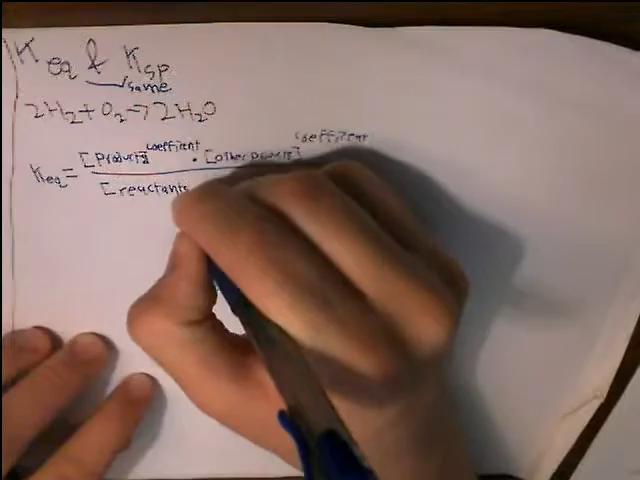 Keq & Ksp
same
2H₂+O₂→2H₂O
Keq = [product]^coefficient · [other product]^coefficient
[reactants